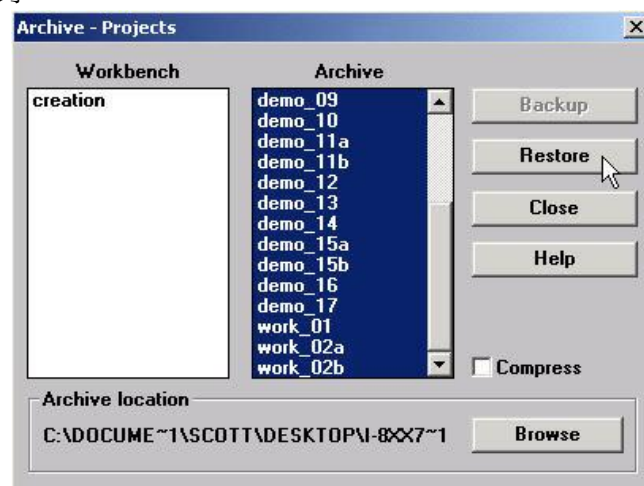 Archive - Projects
Workbench
Archive
creation
demo_09
demo_10
demo_11a
demo_11b
demo_12
demo_13
demo_14
demo_15a
demo_15b
demo_16
demo_17
work_01
work_02a
work_02b
Backup
Restore
Close
Help
Compress
Archive location
C:\DOCUME~1\SCOTT\DESKTOP\I-8XX7~1
Browse